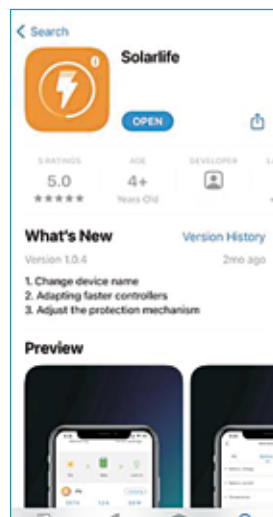 Search
Solarlife
OPEN
5 RATINGS
AGE
DEVELOPER
5.0
4+
Years Old
What's New
Version History
Version 1.0.4
2mo ago
1. Change device name
2. Adapting faster controllers
3. Adjust the protection mechanism
Preview